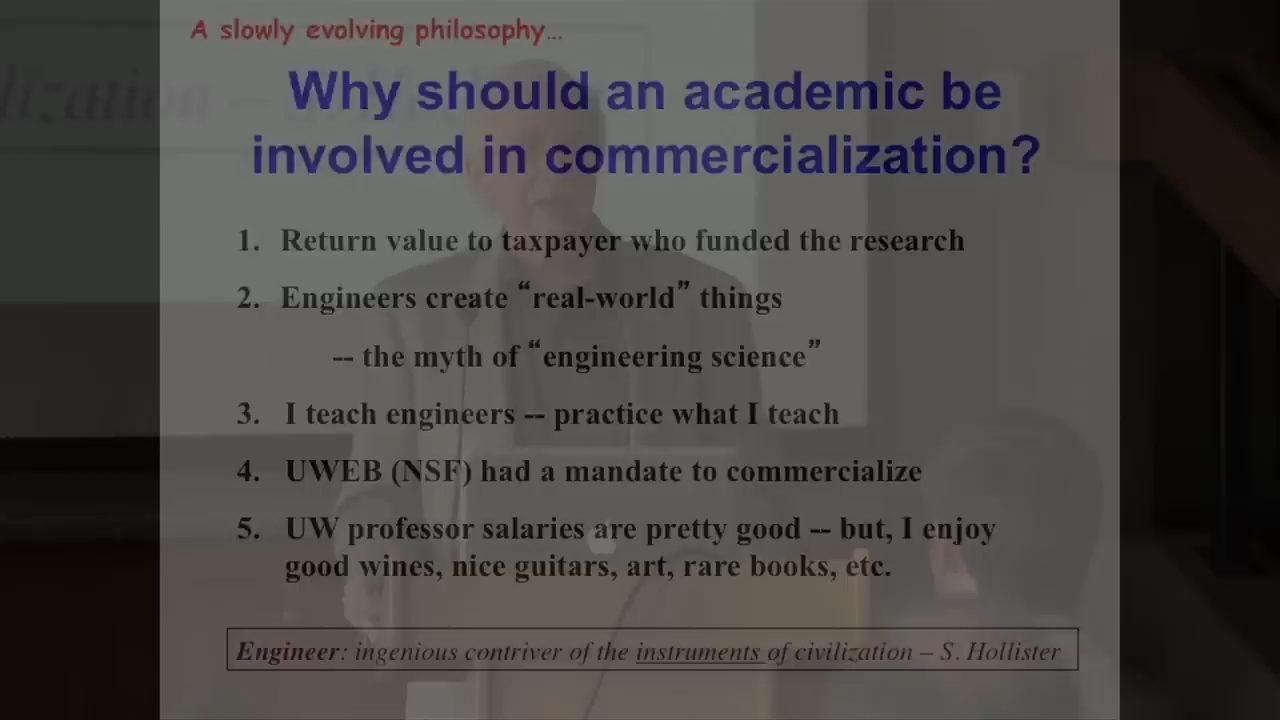 A slowly evolving philosophy…
Why should an academic be
involved in commercialization?
1. Return value to taxpayer who funded the research
2. Engineers create “real-world” things
-- the myth of “engineering science”
3. I teach engineers -- practice what I teach
4. UWEB (NSF) had a mandate to commercialize
5. UW professor salaries are pretty good -- but, I enjoy
good wines, nice guitars, art, rare books, etc.
Engineer: ingenious contriver of the instruments of civilization – S. Hollister